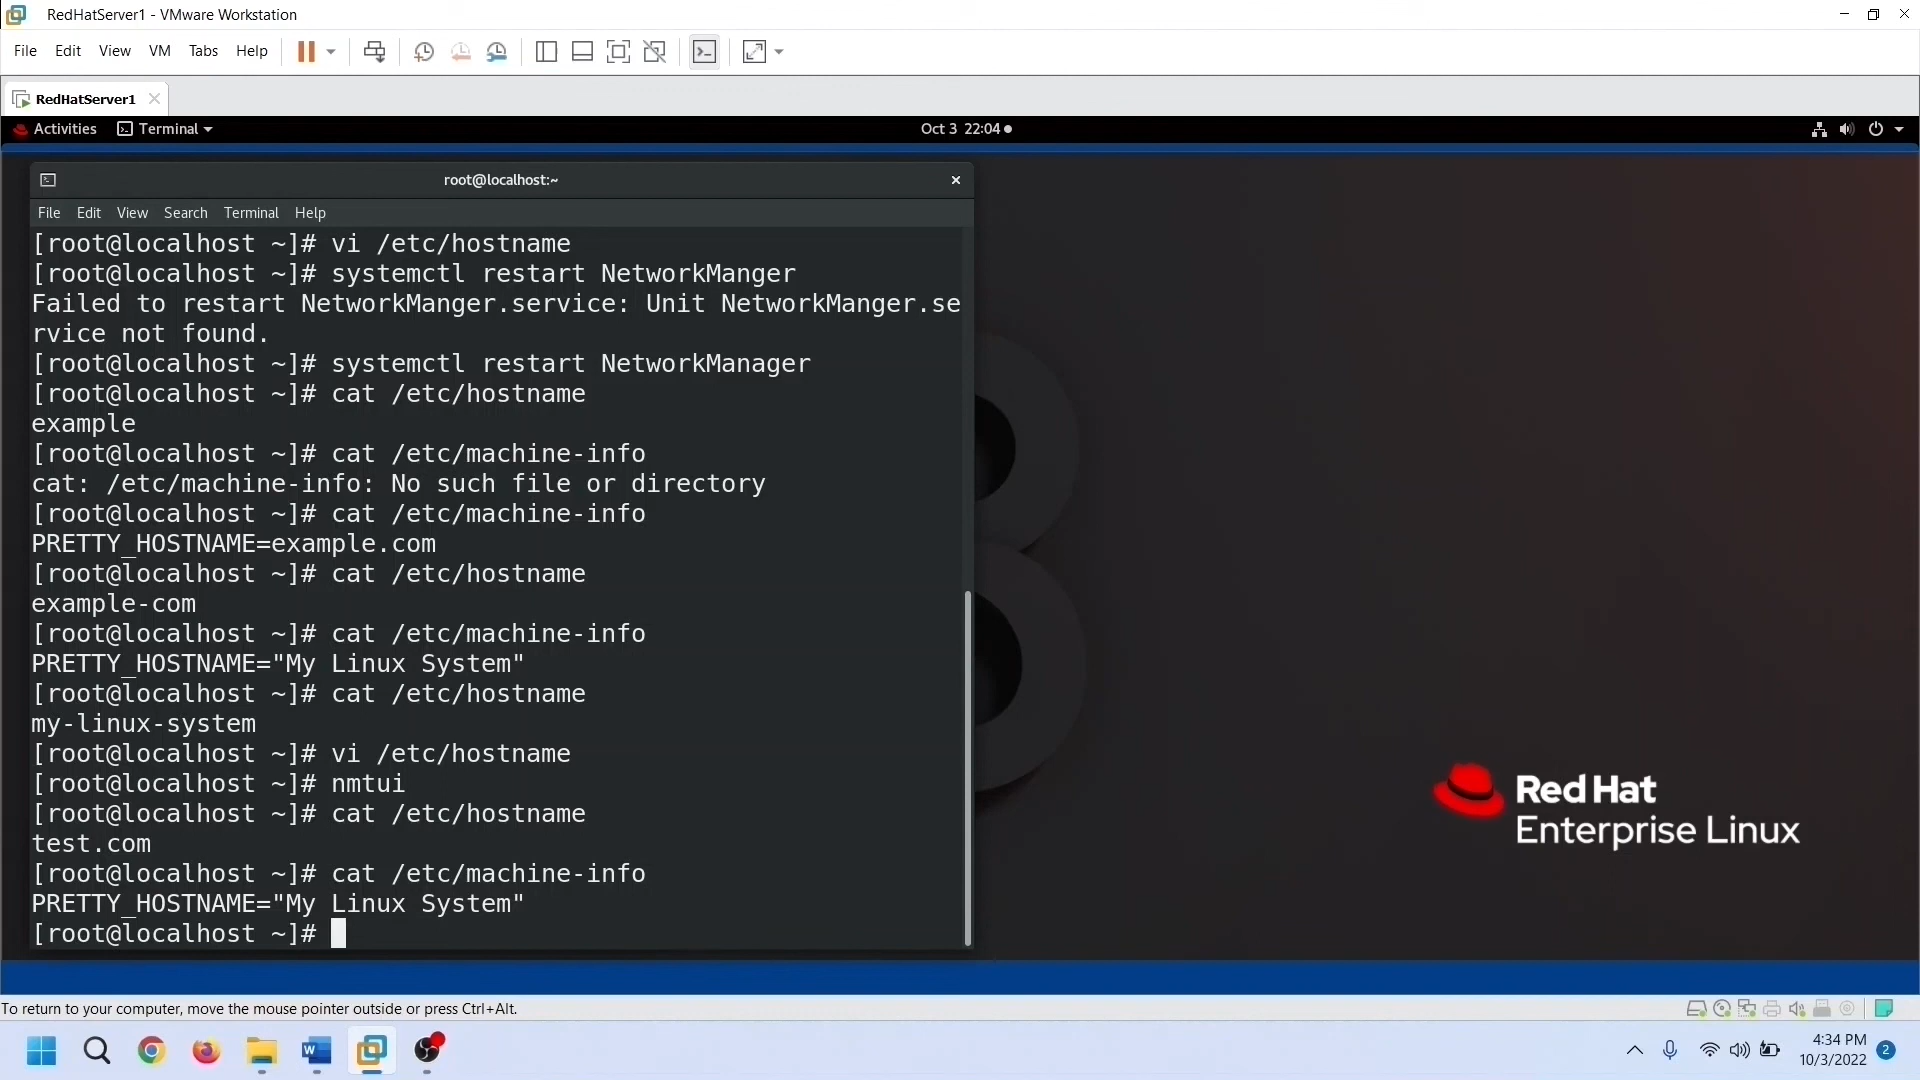 RedHatServer1 - VMware Workstation
File Edit View VM Tabs Help
RedHatServer1
Activities Terminal Oct 3 22:04
root@localhost:~
File Edit View Search Terminal Help
[root@localhost ~]# vi /etc/hostname
[root@localhost ~]# systemctl restart NetworkManger
Failed to restart NetworkManger.service: Unit NetworkManger.se
rvice not found.
[root@localhost ~]# systemctl restart NetworkManager
[root@localhost ~]# cat /etc/hostname
example
[root@localhost ~]# cat /etc/machine-info
cat: /etc/machine-info: No such file or directory
[root@localhost ~]# cat /etc/machine-info
PRETTY_HOSTNAME=example.com
[root@localhost ~]# cat /etc/hostname
example-com
[root@localhost ~]# cat /etc/machine-info
PRETTY_HOSTNAME="My Linux System"
[root@localhost ~]# cat /etc/hostname
my-linux-system
[root@localhost ~]# vi /etc/hostname
[root@localhost ~]# nmtui
[root@localhost ~]# cat /etc/hostname
test.com
[root@localhost ~]# cat /etc/machine-info
PRETTY_HOSTNAME="My Linux System"
[root@localhost ~]#
Red Hat
Enterprise Linux
To return to your computer, move the mouse pointer outside or press Ctrl+Alt.
4:34 PM
10/3/2022
2